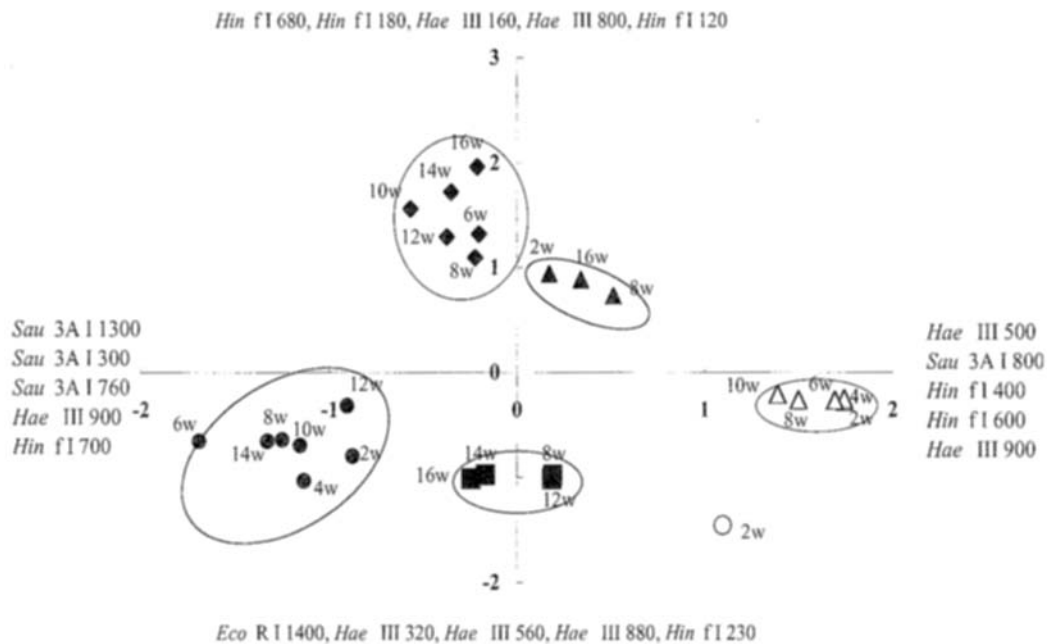 Hin f I 680, Hin f I 180, Hae III 160, Hae III 800, Hin f I 120
3
16w
2
14w
10w
6w
12w
2w
16w
8w
1
8w
Sau 3A I 1300
Sau 3A I 300
Sau 3A I 760
Hae III 900
Hin f I 700
Hae III 500
Sau 3A I 800
Hin f I 400
Hin f I 600
Hae III 900
0
-2
-1
0
1
2
12w
10w
6w
4w
6w
8w
10w
8w
2w
14w
2w
4w
14w
8w
16w
12w
2w
-2
Eco R I 1400, Hae III 320, Hae III 560, Hae III 880, Hin f I 230